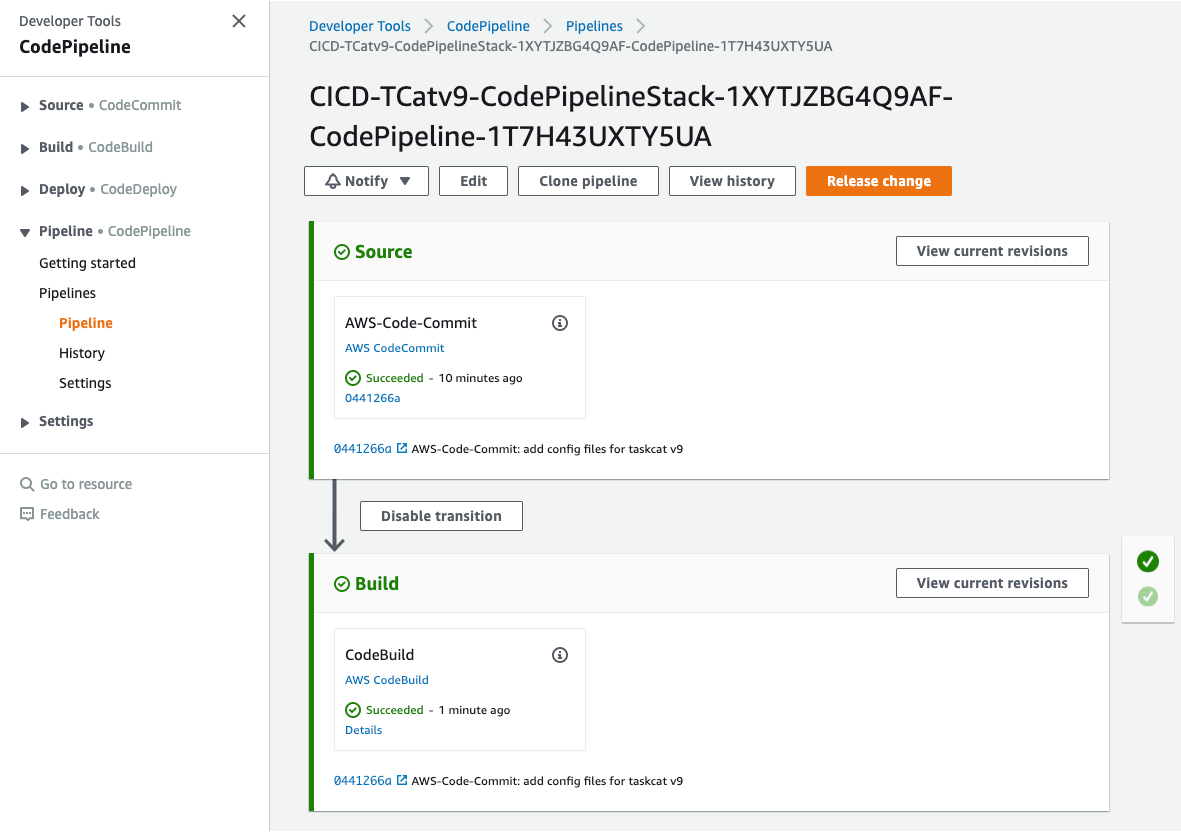 Developer Tools
CodePipeline
Source • CodeCommit
Build • CodeBuild
Deploy • CodeDeploy
Pipeline • CodePipeline
Getting started
Pipelines
Pipeline
History
Settings
Settings
Go to resource
Feedback
Developer Tools > CodePipeline > Pipelines >
CICD-TCatv9-CodePipelineStack-1XYTJZBG4Q9AF-CodePipeline-1T7H43UXTY5UA
CICD-TCatv9-CodePipelineStack-1XYTJZBG4Q9AF-
CodePipeline-1T7H43UXTY5UA
Notify Edit Clone pipeline View history Release change
Source View current revisions
AWS-Code-Commit
AWS CodeCommit
Succeeded - 10 minutes ago
0441266a
0441266a AWS-Code-Commit: add config files for taskcat v9
Disable transition
Build View current revisions
CodeBuild
AWS CodeBuild
Succeeded - 1 minute ago
Details
0441266a AWS-Code-Commit: add config files for taskcat v9